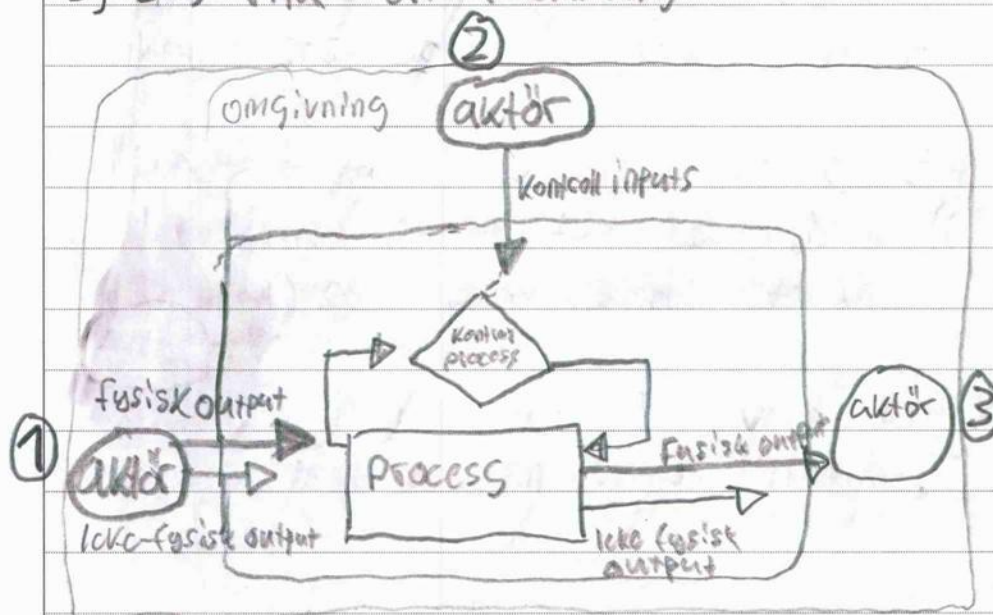 2
omgivning
aktör
Kontroll inputs
Kontroll
process
fysisk output
1
aktör
Icke-fysisk output
process
Fysisk output
Icke fysisk
output
aktör
3